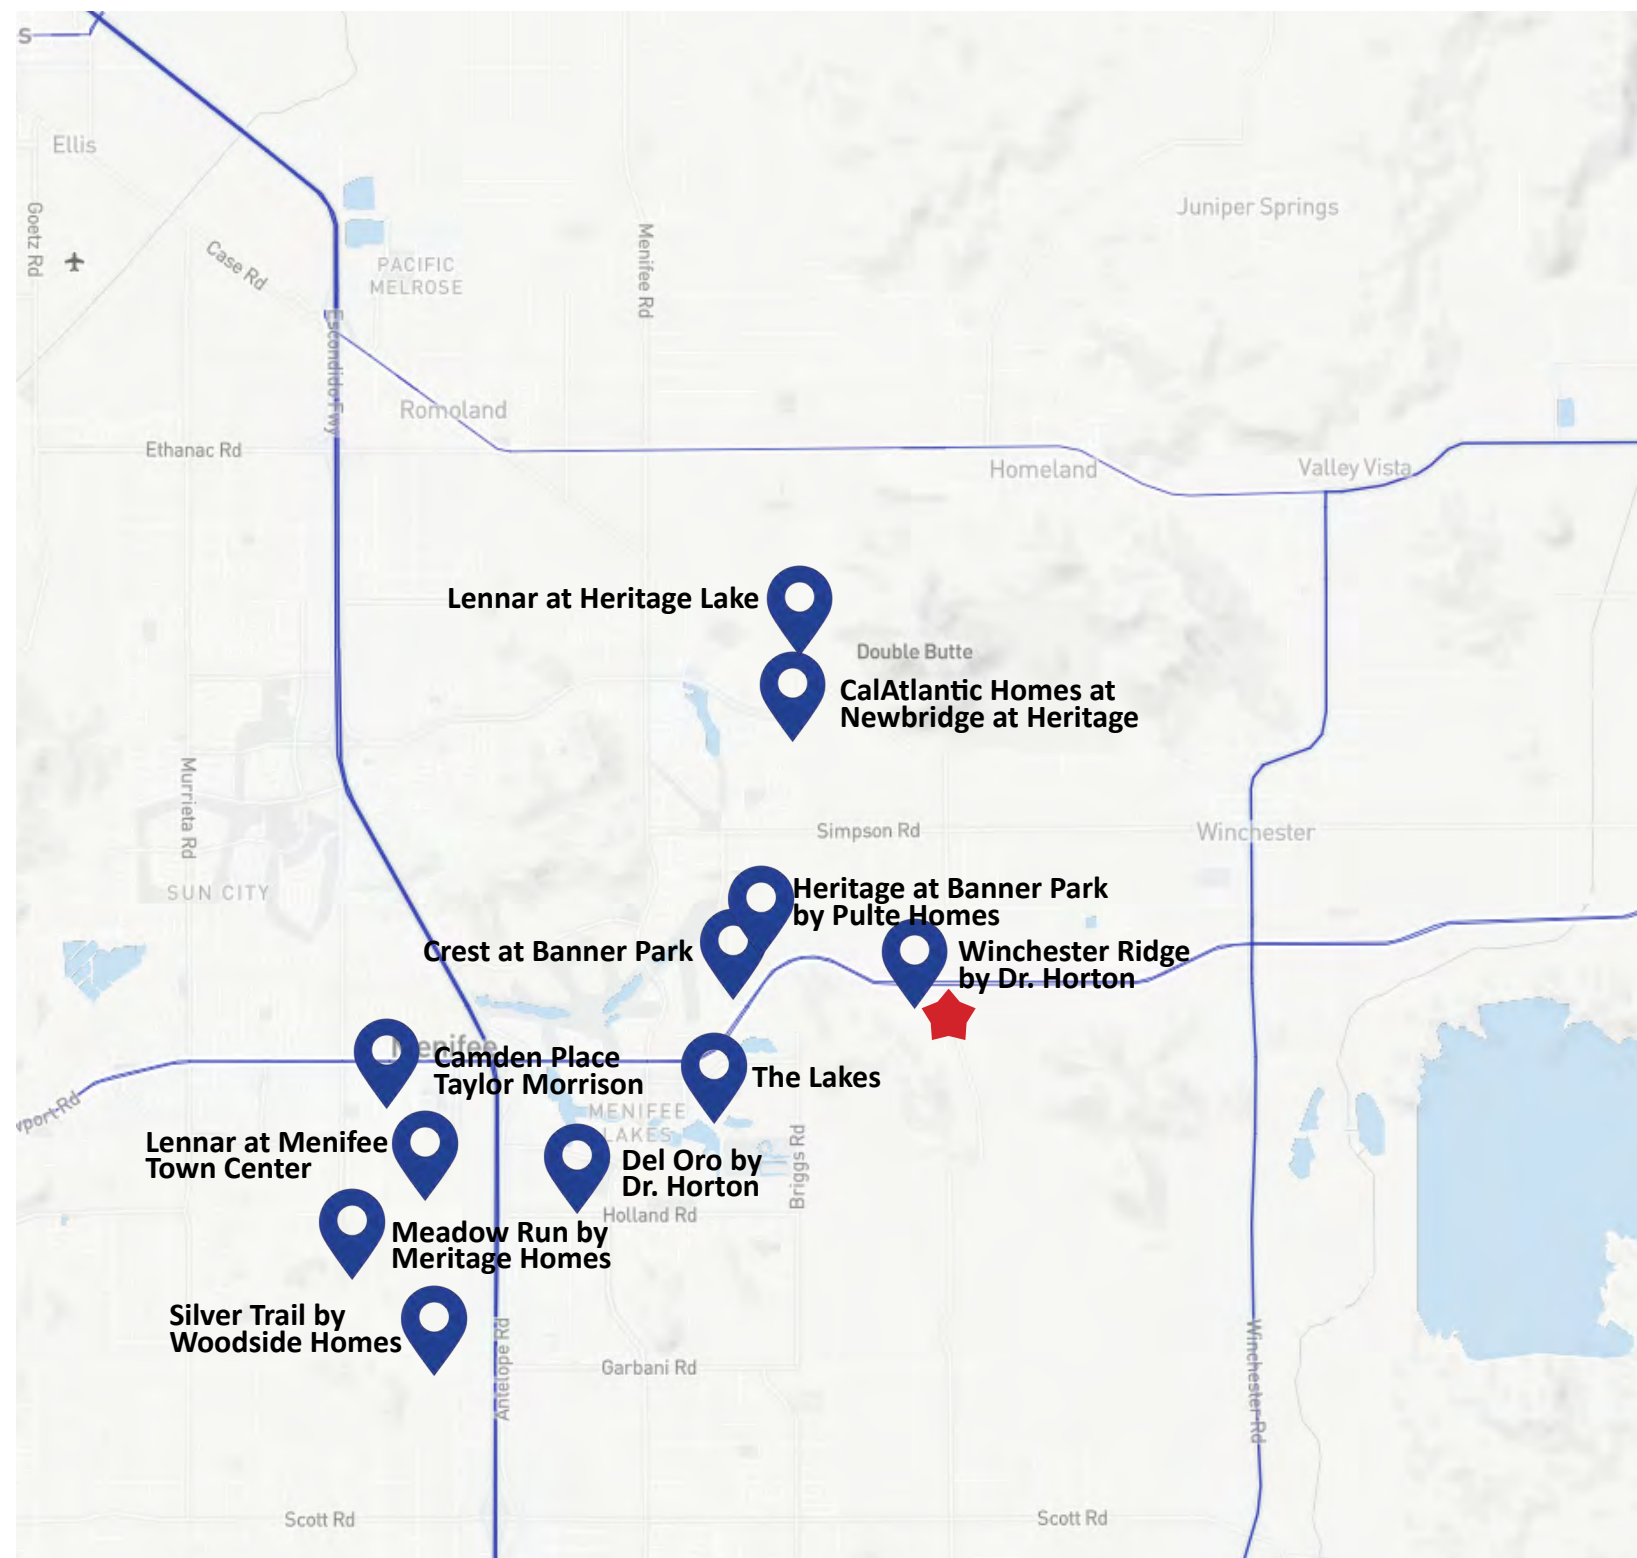 S
Ellis
Goetz Rd
Case Rd
PACIFIC
MELROSE
Menifee Rd
Juniper Springs
Escondido Fwy
Romoland
Ethanac Rd
Homeland
Valley Vista
Lennar at Heritage Lake
Double Butte
CalAtlantic Homes at
Newbridge at Heritage
Murrieta Rd
Simpson Rd
Winchester
SUN CITY
Heritage at Banner Park
by Pulte Homes
Crest at Banner Park
Winchester Ridge
by Dr. Horton
Menifee
Camden Place
Taylor Morrison
The Lakes
wport Rd
MENIFEE
LAKES
Lennar at Menifee
Town Center
Del Oro by
Dr. Horton
Briggs Rd
Holland Rd
Meadow Run by
Meritage Homes
Silver Trail by
Woodside Homes
Antelope Rd
Garbani Rd
Winchester Rd
Scott Rd
Scott Rd